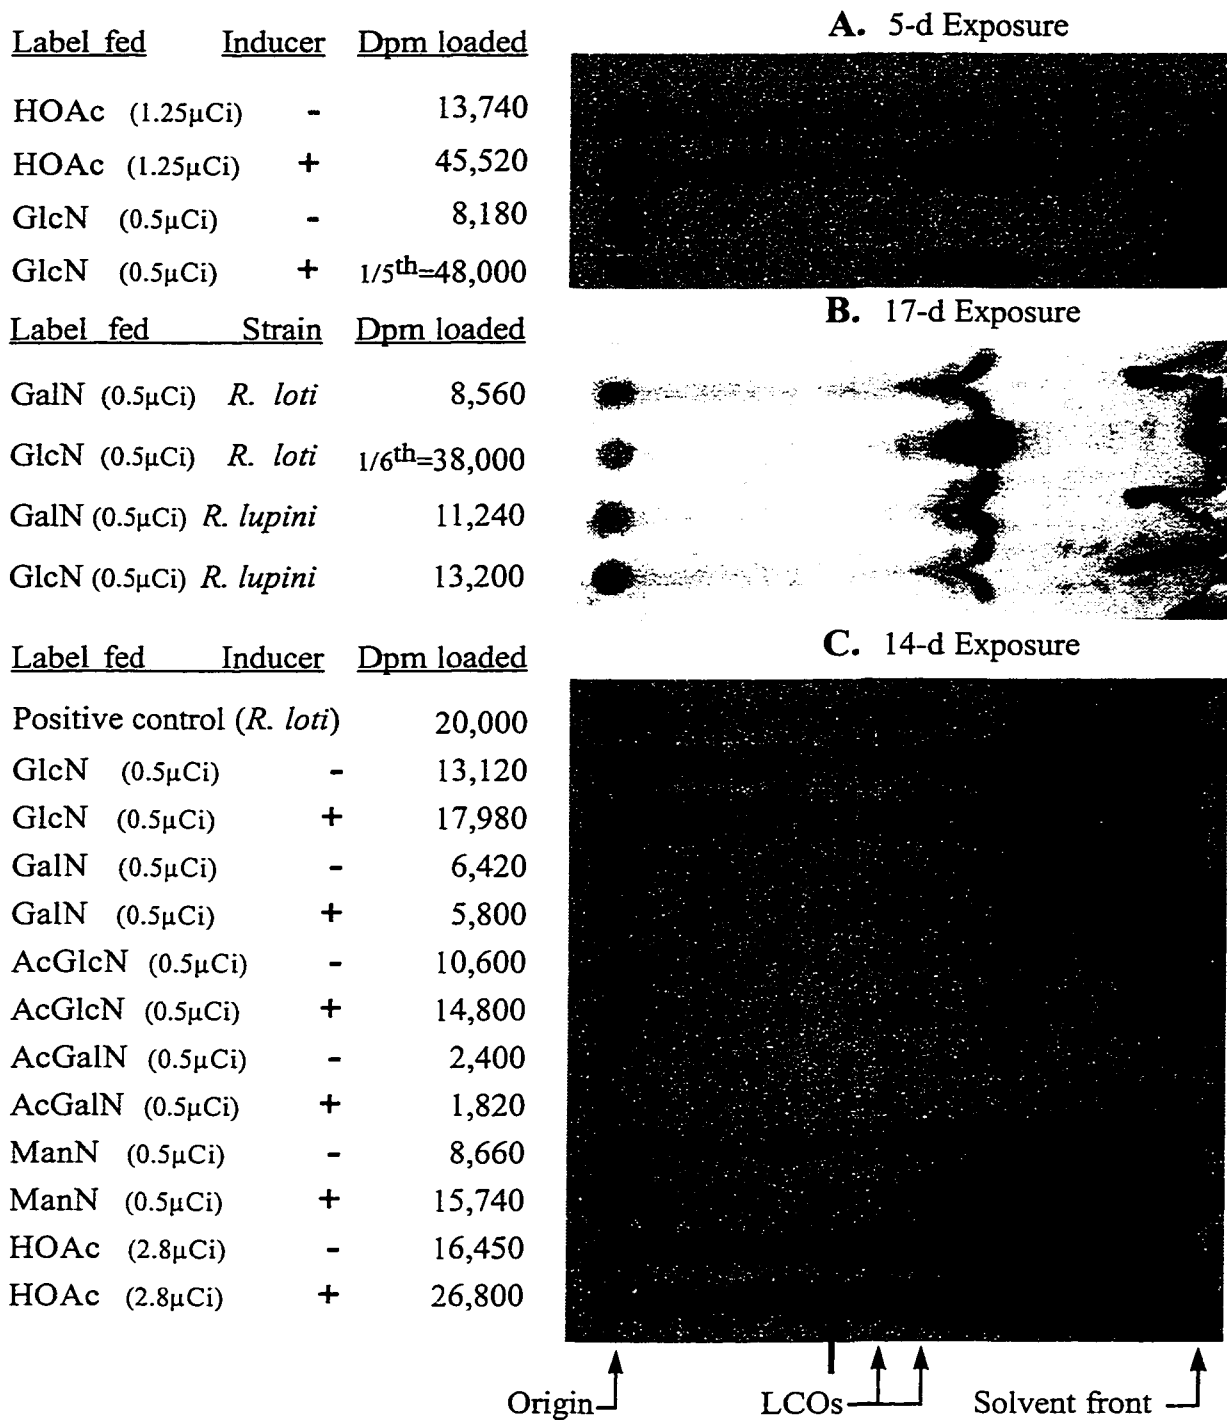 Label fed Inducer Dpm loaded
A. 5-d Exposure
HOAc (1.25µCi) - 13,740
HOAc (1.25µCi) + 45,520
GlcN (0.5µCi) - 8,180
GlcN (0.5µCi) + 1/5th=48,000
B. 17-d Exposure
Label fed Strain Dpm loaded
GalN (0.5µCi) R. loti 8,560
GlcN (0.5µCi) R. loti 1/6th=38,000
GalN (0.5µCi) R. lupini 11,240
GlcN (0.5µCi) R. lupini 13,200
C. 14-d Exposure
Label fed Inducer Dpm loaded
Positive control (R. loti) 20,000
GlcN (0.5µCi) - 13,120
GlcN (0.5µCi) + 17,980
GalN (0.5µCi) - 6,420
GalN (0.5µCi) + 5,800
AcGlcN (0.5µCi) - 10,600
AcGlcN (0.5µCi) + 14,800
AcGalN (0.5µCi) - 2,400
AcGalN (0.5µCi) + 1,820
ManN (0.5µCi) - 8,660
ManN (0.5µCi) + 15,740
HOAc (2.8µCi) - 16,450
HOAc (2.8µCi) + 26,800
Origin LCOs Solvent front